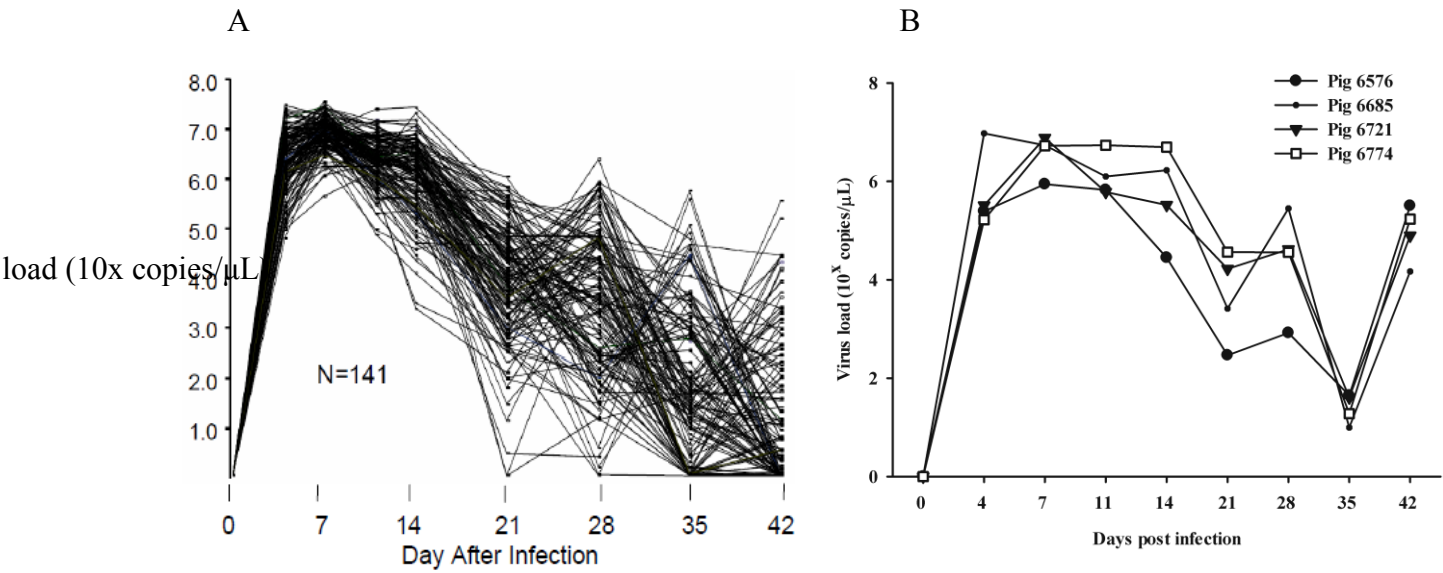 A
B
8.0
7.0
6.0
5.0
load (10x copies/μL)
4.0
3.0
2.0
1.0
N=141
0 7 14 21 28 35 42
Day After Infection
Pig 6576
Pig 6685
Pig 6721
Pig 6774
Virus load (10^X copies/μL)
8
6
4
2
0
0 4 7 11 14 21 28 35 42
Days post infection